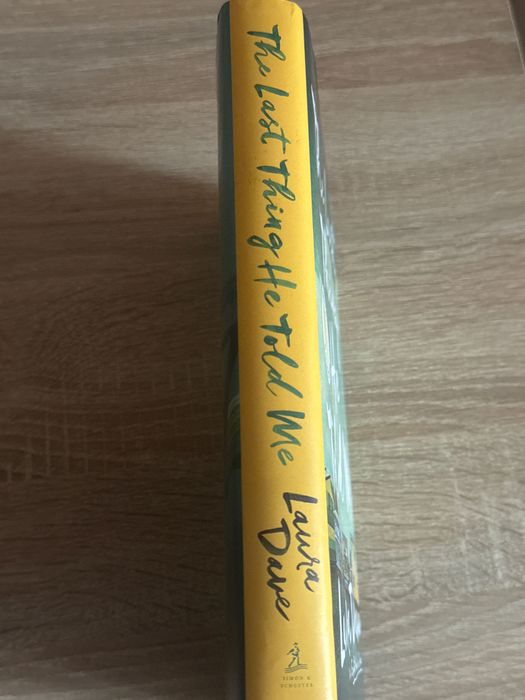 The Last Thing He Told Me
Laura
Dave
SIMON &
SCHUSTER